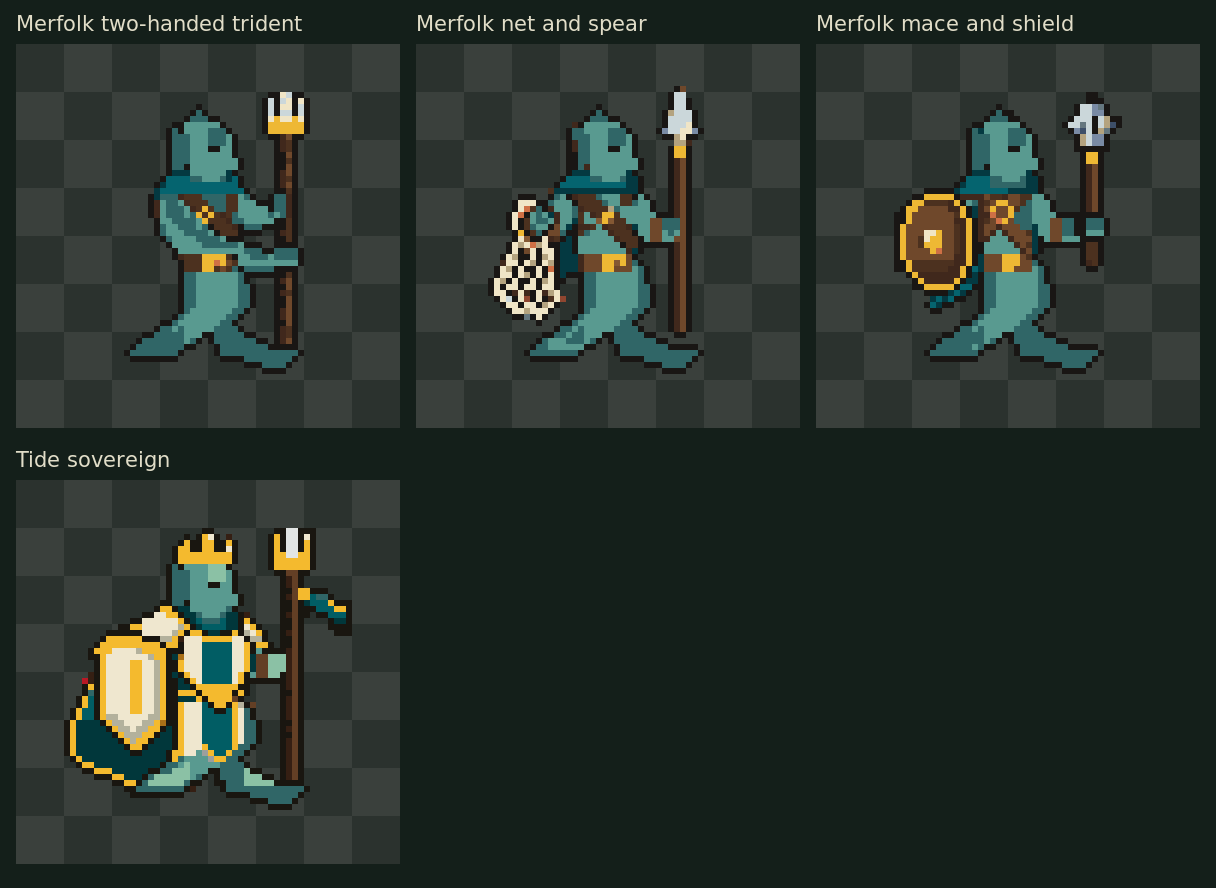 Merfolk two-handed trident
Merfolk net and spear
Merfolk mace and shield
Tide sovereign